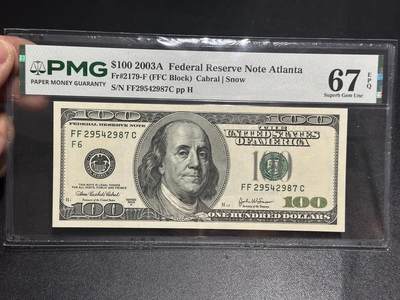 $100 2003A Federal Reserve Note Atlanta
PMG
PAPER MONEY GUARANTY
Fr#2179-F (FFC Block) Cabral | Snow
S/N FF29542987C pp H
67 EPQ
Superb Gem Unc
100
FEDERAL RESERVE NOTE
THE
UNITED STATES
OF AMERICA
FF 29542987 C
F6
FF 29542987 C
100
100
ONE HUNDRED DOLLARS